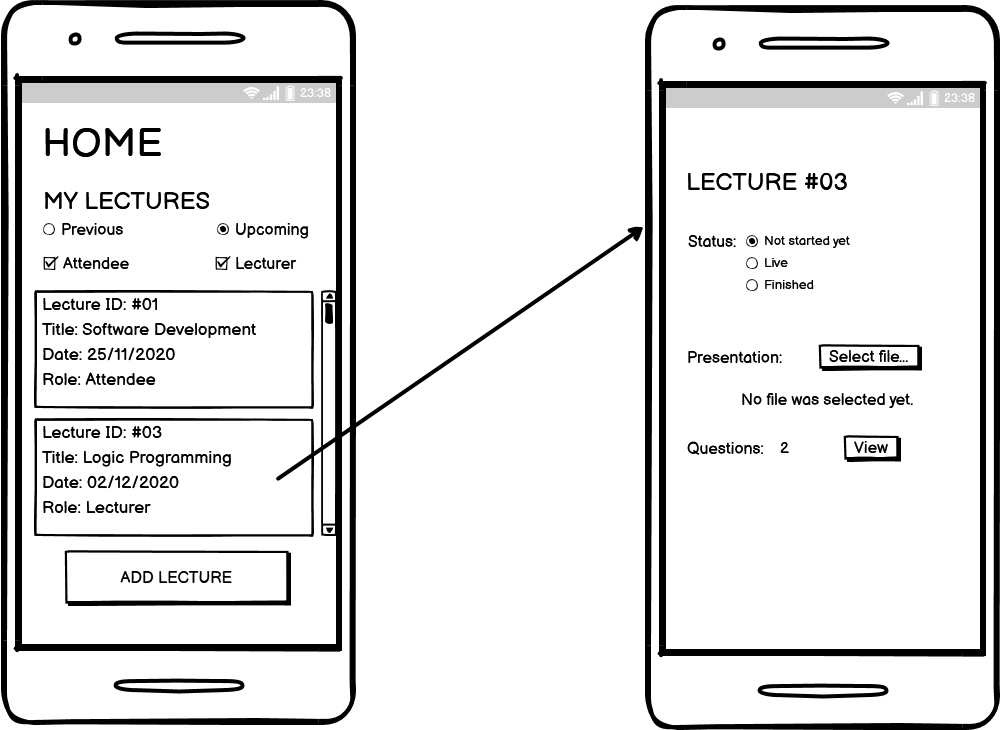 23:38
HOME
MY LECTURES
Previous Upcoming
Attendee Lecturer
Lecture ID: #01
Title: Software Development
Date: 25/11/2020
Role: Attendee
Lecture ID: #03
Title: Logic Programming
Date: 02/12/2020
Role: Lecturer
ADD LECTURE
23:38
LECTURE #03
Status: Not started yet
Live
Finished
Presentation: Select file...
No file was selected yet.
Questions: 2 View